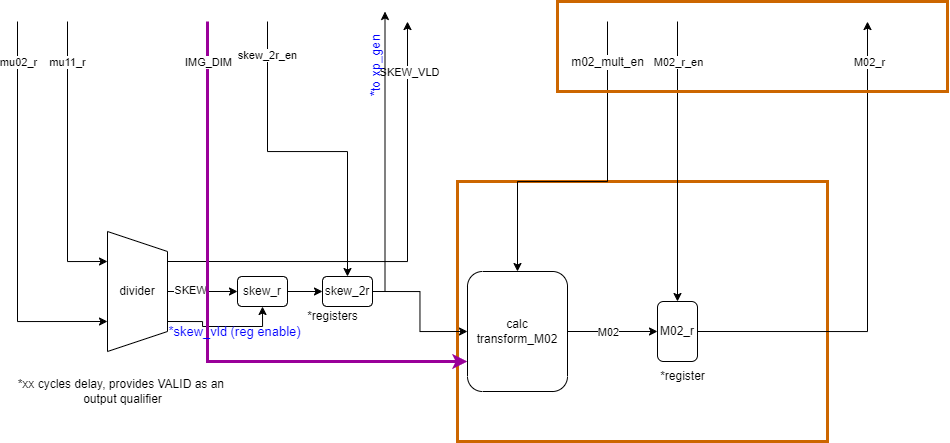 mu02_r
mu11_r
IMG_DIM
skew_2r_en
*to xp_gen
SKEW_VLD
m02_mult_en
M02_r_en
M02_r
divider
SKEW
skew_r
skew_2r
*registers
*skew_vld (reg enable)
calc
transform_M02
M02
M02_r
*register
*xx cycles delay, provides VALID as an
output qualifier